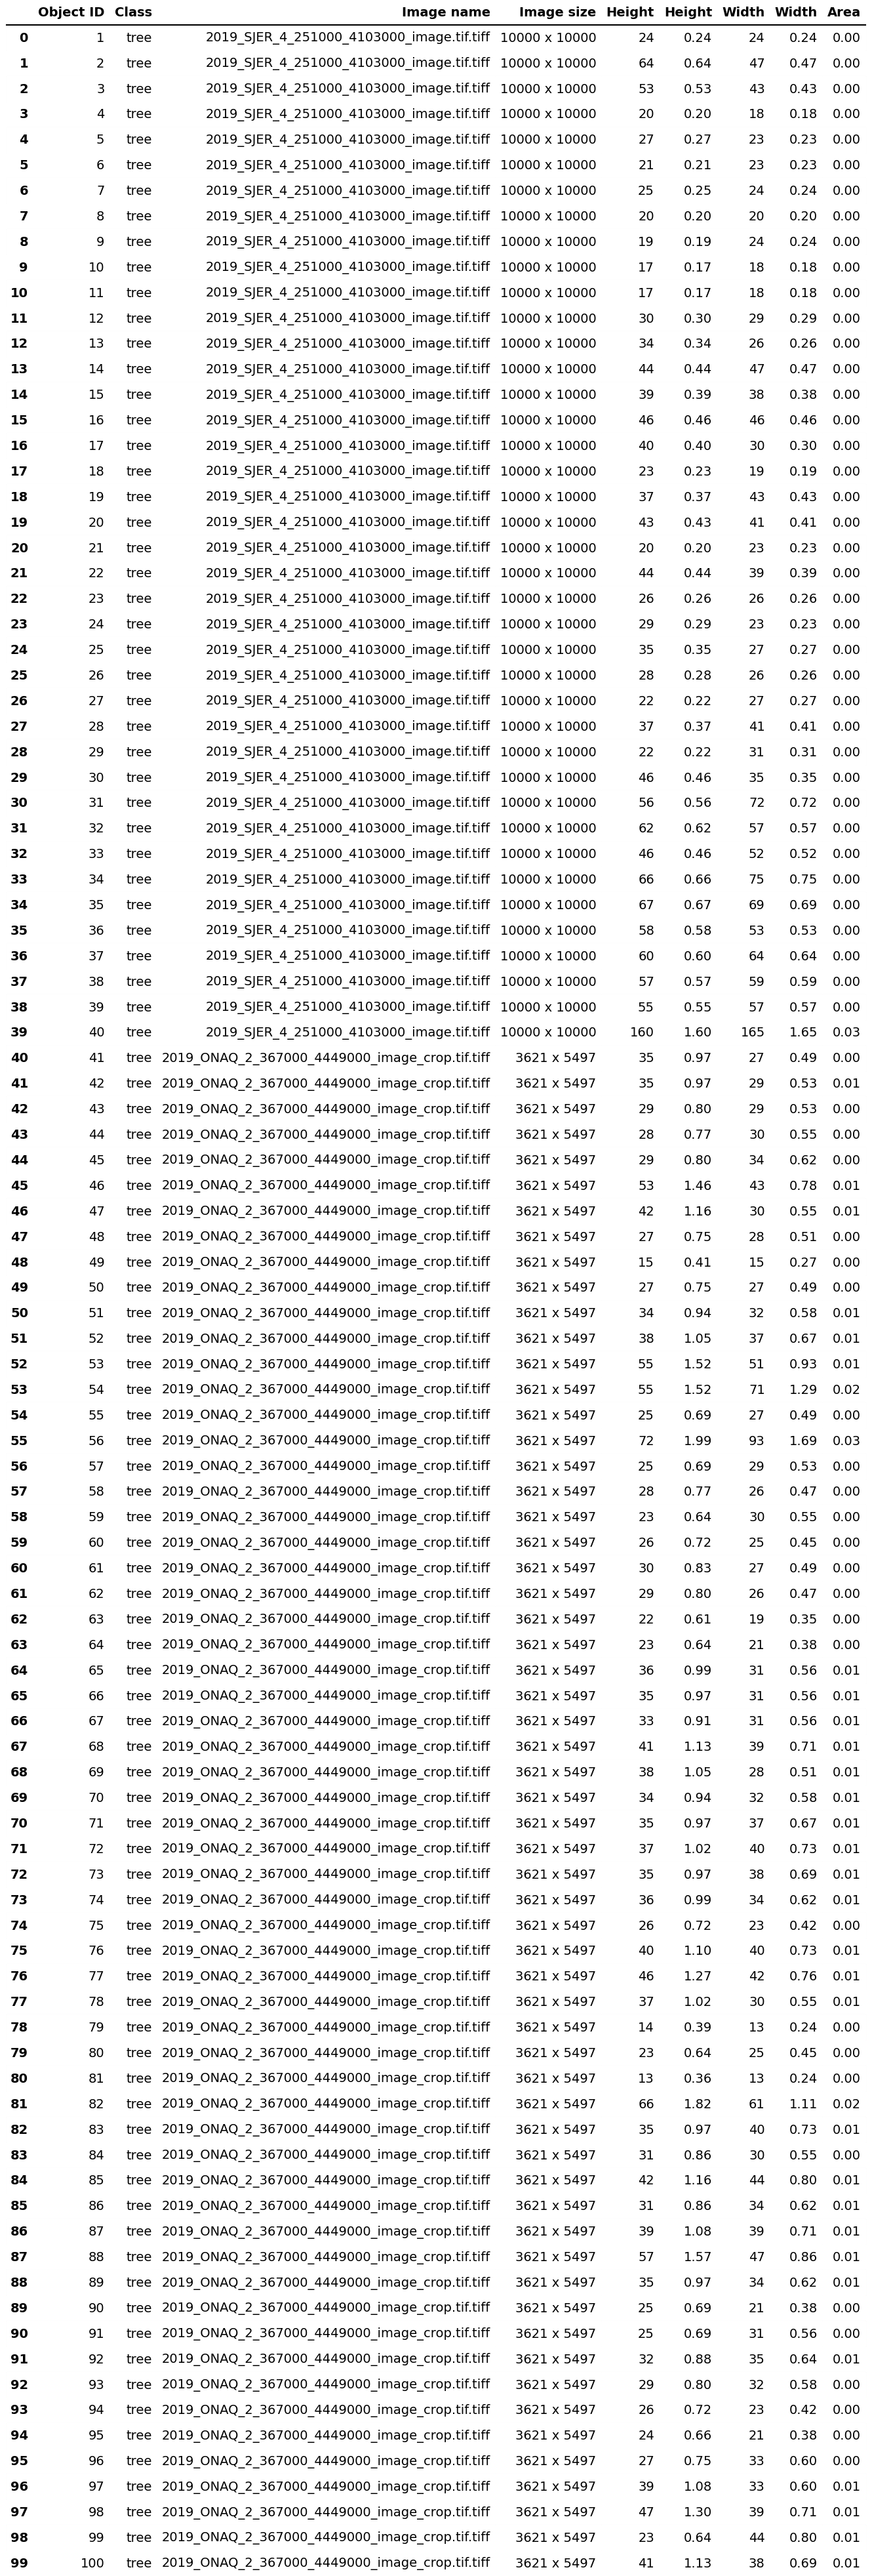 Object ID Class Image name Image size Height Height Width Width Area
0 1 tree 2019_SJER_4_251000_4103000_image.tif.tiff 10000 x 10000 24 0.24 24 0.24 0.00
1 2 tree 2019_SJER_4_251000_4103000_image.tif.tiff 10000 x 10000 64 0.64 47 0.47 0.00
2 3 tree 2019_SJER_4_251000_4103000_image.tif.tiff 10000 x 10000 53 0.53 43 0.43 0.00
3 4 tree 2019_SJER_4_251000_4103000_image.tif.tiff 10000 x 10000 20 0.20 18 0.18 0.00
4 5 tree 2019_SJER_4_251000_4103000_image.tif.tiff 10000 x 10000 27 0.27 23 0.23 0.00
5 6 tree 2019_SJER_4_251000_4103000_image.tif.tiff 10000 x 10000 21 0.21 23 0.23 0.00
6 7 tree 2019_SJER_4_251000_4103000_image.tif.tiff 10000 x 10000 25 0.25 24 0.24 0.00
7 8 tree 2019_SJER_4_251000_4103000_image.tif.tiff 10000 x 10000 20 0.20 20 0.20 0.00
8 9 tree 2019_SJER_4_251000_4103000_image.tif.tiff 10000 x 10000 19 0.19 24 0.24 0.00
9 10 tree 2019_SJER_4_251000_4103000_image.tif.tiff 10000 x 10000 17 0.17 18 0.18 0.00
10 11 tree 2019_SJER_4_251000_4103000_image.tif.tiff 10000 x 10000 17 0.17 18 0.18 0.00
11 12 tree 2019_SJER_4_251000_4103000_image.tif.tiff 10000 x 10000 30 0.30 29 0.29 0.00
12 13 tree 2019_SJER_4_251000_4103000_image.tif.tiff 10000 x 10000 34 0.34 26 0.26 0.00
13 14 tree 2019_SJER_4_251000_4103000_image.tif.tiff 10000 x 10000 44 0.44 47 0.47 0.00
14 15 tree 2019_SJER_4_251000_4103000_image.tif.tiff 10000 x 10000 39 0.39 38 0.38 0.00
15 16 tree 2019_SJER_4_251000_4103000_image.tif.tiff 10000 x 10000 46 0.46 46 0.46 0.00
16 17 tree 2019_SJER_4_251000_4103000_image.tif.tiff 10000 x 10000 40 0.40 30 0.30 0.00
17 18 tree 2019_SJER_4_251000_4103000_image.tif.tiff 10000 x 10000 23 0.23 19 0.19 0.00
18 19 tree 2019_SJER_4_251000_4103000_image.tif.tiff 10000 x 10000 37 0.37 43 0.43 0.00
19 20 tree 2019_SJER_4_251000_4103000_image.tif.tiff 10000 x 10000 43 0.43 41 0.41 0.00
20 21 tree 2019_SJER_4_251000_4103000_image.tif.tiff 10000 x 10000 20 0.20 23 0.23 0.00
21 22 tree 2019_SJER_4_251000_4103000_image.tif.tiff 10000 x 10000 44 0.44 39 0.39 0.00
22 23 tree 2019_SJER_4_251000_4103000_image.tif.tiff 10000 x 10000 26 0.26 26 0.26 0.00
23 24 tree 2019_SJER_4_251000_4103000_image.tif.tiff 10000 x 10000 29 0.29 23 0.23 0.00
24 25 tree 2019_SJER_4_251000_4103000_image.tif.tiff 10000 x 10000 35 0.35 27 0.27 0.00
25 26 tree 2019_SJER_4_251000_4103000_image.tif.tiff 10000 x 10000 28 0.28 26 0.26 0.00
26 27 tree 2019_SJER_4_251000_4103000_image.tif.tiff 10000 x 10000 22 0.22 27 0.27 0.00
27 28 tree 2019_SJER_4_251000_4103000_image.tif.tiff 10000 x 10000 37 0.37 41 0.41 0.00
28 29 tree 2019_SJER_4_251000_4103000_image.tif.tiff 10000 x 10000 22 0.22 31 0.31 0.00
29 30 tree 2019_SJER_4_251000_4103000_image.tif.tiff 10000 x 10000 46 0.46 35 0.35 0.00
30 31 tree 2019_SJER_4_251000_4103000_image.tif.tiff 10000 x 10000 56 0.56 72 0.72 0.00
31 32 tree 2019_SJER_4_251000_4103000_image.tif.tiff 10000 x 10000 62 0.62 57 0.57 0.00
32 33 tree 2019_SJER_4_251000_4103000_image.tif.tiff 10000 x 10000 46 0.46 52 0.52 0.00
33 34 tree 2019_SJER_4_251000_4103000_image.tif.tiff 10000 x 10000 66 0.66 75 0.75 0.00
34 35 tree 2019_SJER_4_251000_4103000_image.tif.tiff 10000 x 10000 67 0.67 69 0.69 0.00
35 36 tree 2019_SJER_4_251000_4103000_image.tif.tiff 10000 x 10000 58 0.58 53 0.53 0.00
36 37 tree 2019_SJER_4_251000_4103000_image.tif.tiff 10000 x 10000 60 0.60 64 0.64 0.00
37 38 tree 2019_SJER_4_251000_4103000_image.tif.tiff 10000 x 10000 57 0.57 59 0.59 0.00
38 39 tree 2019_SJER_4_251000_4103000_image.tif.tiff 10000 x 10000 55 0.55 57 0.57 0.00
39 40 tree 2019_SJER_4_251000_4103000_image.tif.tiff 10000 x 10000 160 1.60 165 1.65 0.03
40 41 tree 2019_ONAQ_2_367000_4449000_image_crop.tif.tiff 3621 x 5497 35 0.97 27 0.49 0.00
41 42 tree 2019_ONAQ_2_367000_4449000_image_crop.tif.tiff 3621 x 5497 35 0.97 29 0.53 0.01
42 43 tree 2019_ONAQ_2_367000_4449000_image_crop.tif.tiff 3621 x 5497 29 0.80 29 0.53 0.00
43 44 tree 2019_ONAQ_2_367000_4449000_image_crop.tif.tiff 3621 x 5497 28 0.77 30 0.55 0.00
44 45 tree 2019_ONAQ_2_367000_4449000_image_crop.tif.tiff 3621 x 5497 29 0.80 34 0.62 0.00
45 46 tree 2019_ONAQ_2_367000_4449000_image_crop.tif.tiff 3621 x 5497 53 1.46 43 0.78 0.01
46 47 tree 2019_ONAQ_2_367000_4449000_image_crop.tif.tiff 3621 x 5497 42 1.16 30 0.55 0.01
47 48 tree 2019_ONAQ_2_367000_4449000_image_crop.tif.tiff 3621 x 5497 27 0.75 28 0.51 0.00
48 49 tree 2019_ONAQ_2_367000_4449000_image_crop.tif.tiff 3621 x 5497 15 0.41 15 0.27 0.00
49 50 tree 2019_ONAQ_2_367000_4449000_image_crop.tif.tiff 3621 x 5497 27 0.75 27 0.49 0.00
50 51 tree 2019_ONAQ_2_367000_4449000_image_crop.tif.tiff 3621 x 5497 34 0.94 32 0.58 0.01
51 52 tree 2019_ONAQ_2_367000_4449000_image_crop.tif.tiff 3621 x 5497 38 1.05 37 0.67 0.01
52 53 tree 2019_ONAQ_2_367000_4449000_image_crop.tif.tiff 3621 x 5497 55 1.52 51 0.93 0.01
53 54 tree 2019_ONAQ_2_367000_4449000_image_crop.tif.tiff 3621 x 5497 55 1.52 71 1.29 0.02
54 55 tree 2019_ONAQ_2_367000_4449000_image_crop.tif.tiff 3621 x 5497 25 0.69 27 0.49 0.00
55 56 tree 2019_ONAQ_2_367000_4449000_image_crop.tif.tiff 3621 x 5497 72 1.99 93 1.69 0.03
56 57 tree 2019_ONAQ_2_367000_4449000_image_crop.tif.tiff 3621 x 5497 25 0.69 29 0.53 0.00
57 58 tree 2019_ONAQ_2_367000_4449000_image_crop.tif.tiff 3621 x 5497 28 0.77 26 0.47 0.00
58 59 tree 2019_ONAQ_2_367000_4449000_image_crop.tif.tiff 3621 x 5497 23 0.64 30 0.55 0.00
59 60 tree 2019_ONAQ_2_367000_4449000_image_crop.tif.tiff 3621 x 5497 26 0.72 25 0.45 0.00
60 61 tree 2019_ONAQ_2_367000_4449000_image_crop.tif.tiff 3621 x 5497 30 0.83 27 0.49 0.00
61 62 tree 2019_ONAQ_2_367000_4449000_image_crop.tif.tiff 3621 x 5497 29 0.80 26 0.47 0.00
62 63 tree 2019_ONAQ_2_367000_4449000_image_crop.tif.tiff 3621 x 5497 22 0.61 19 0.35 0.00
63 64 tree 2019_ONAQ_2_367000_4449000_image_crop.tif.tiff 3621 x 5497 23 0.64 21 0.38 0.00
64 65 tree 2019_ONAQ_2_367000_4449000_image_crop.tif.tiff 3621 x 5497 36 0.99 31 0.56 0.01
65 66 tree 2019_ONAQ_2_367000_4449000_image_crop.tif.tiff 3621 x 5497 35 0.97 31 0.56 0.01
66 67 tree 2019_ONAQ_2_367000_4449000_image_crop.tif.tiff 3621 x 5497 33 0.91 31 0.56 0.01
67 68 tree 2019_ONAQ_2_367000_4449000_image_crop.tif.tiff 3621 x 5497 41 1.13 39 0.71 0.01
68 69 tree 2019_ONAQ_2_367000_4449000_image_crop.tif.tiff 3621 x 5497 38 1.05 28 0.51 0.01
69 70 tree 2019_ONAQ_2_367000_4449000_image_crop.tif.tiff 3621 x 5497 34 0.94 32 0.58 0.01
70 71 tree 2019_ONAQ_2_367000_4449000_image_crop.tif.tiff 3621 x 5497 35 0.97 37 0.67 0.01
71 72 tree 2019_ONAQ_2_367000_4449000_image_crop.tif.tiff 3621 x 5497 37 1.02 40 0.73 0.01
72 73 tree 2019_ONAQ_2_367000_4449000_image_crop.tif.tiff 3621 x 5497 35 0.97 38 0.69 0.01
73 74 tree 2019_ONAQ_2_367000_4449000_image_crop.tif.tiff 3621 x 5497 36 0.99 34 0.62 0.01
74 75 tree 2019_ONAQ_2_367000_4449000_image_crop.tif.tiff 3621 x 5497 26 0.72 23 0.42 0.00
75 76 tree 2019_ONAQ_2_367000_4449000_image_crop.tif.tiff 3621 x 5497 40 1.10 40 0.73 0.01
76 77 tree 2019_ONAQ_2_367000_4449000_image_crop.tif.tiff 3621 x 5497 46 1.27 42 0.76 0.01
77 78 tree 2019_ONAQ_2_367000_4449000_image_crop.tif.tiff 3621 x 5497 37 1.02 30 0.55 0.01
78 79 tree 2019_ONAQ_2_367000_4449000_image_crop.tif.tiff 3621 x 5497 14 0.39 13 0.24 0.00
79 80 tree 2019_ONAQ_2_367000_4449000_image_crop.tif.tiff 3621 x 5497 23 0.64 25 0.45 0.00
80 81 tree 2019_ONAQ_2_367000_4449000_image_crop.tif.tiff 3621 x 5497 13 0.36 13 0.24 0.00
81 82 tree 2019_ONAQ_2_367000_4449000_image_crop.tif.tiff 3621 x 5497 66 1.82 61 1.11 0.02
82 83 tree 2019_ONAQ_2_367000_4449000_image_crop.tif.tiff 3621 x 5497 35 0.97 40 0.73 0.01
83 84 tree 2019_ONAQ_2_367000_4449000_image_crop.tif.tiff 3621 x 5497 31 0.86 30 0.55 0.00
84 85 tree 2019_ONAQ_2_367000_4449000_image_crop.tif.tiff 3621 x 5497 42 1.16 44 0.80 0.01
85 86 tree 2019_ONAQ_2_367000_4449000_image_crop.tif.tiff 3621 x 5497 31 0.86 34 0.62 0.01
86 87 tree 2019_ONAQ_2_367000_4449000_image_crop.tif.tiff 3621 x 5497 39 1.08 39 0.71 0.01
87 88 tree 2019_ONAQ_2_367000_4449000_image_crop.tif.tiff 3621 x 5497 57 1.57 47 0.86 0.01
88 89 tree 2019_ONAQ_2_367000_4449000_image_crop.tif.tiff 3621 x 5497 35 0.97 34 0.62 0.01
89 90 tree 2019_ONAQ_2_367000_4449000_image_crop.tif.tiff 3621 x 5497 25 0.69 21 0.38 0.00
90 91 tree 2019_ONAQ_2_367000_4449000_image_crop.tif.tiff 3621 x 5497 25 0.69 31 0.56 0.00
91 92 tree 2019_ONAQ_2_367000_4449000_image_crop.tif.tiff 3621 x 5497 32 0.88 35 0.64 0.01
92 93 tree 2019_ONAQ_2_367000_4449000_image_crop.tif.tiff 3621 x 5497 29 0.80 32 0.58 0.00
93 94 tree 2019_ONAQ_2_367000_4449000_image_crop.tif.tiff 3621 x 5497 26 0.72 23 0.42 0.00
94 95 tree 2019_ONAQ_2_367000_4449000_image_crop.tif.tiff 3621 x 5497 24 0.66 21 0.38 0.00
95 96 tree 2019_ONAQ_2_367000_4449000_image_crop.tif.tiff 3621 x 5497 27 0.75 33 0.60 0.00
96 97 tree 2019_ONAQ_2_367000_4449000_image_crop.tif.tiff 3621 x 5497 39 1.08 33 0.60 0.01
97 98 tree 2019_ONAQ_2_367000_4449000_image_crop.tif.tiff 3621 x 5497 47 1.30 39 0.71 0.01
98 99 tree 2019_ONAQ_2_367000_4449000_image_crop.tif.tiff 3621 x 5497 23 0.64 44 0.80 0.01
99 100 tree 2019_ONAQ_2_367000_4449000_image_crop.tif.tiff 3621 x 5497 41 1.13 38 0.69 0.01